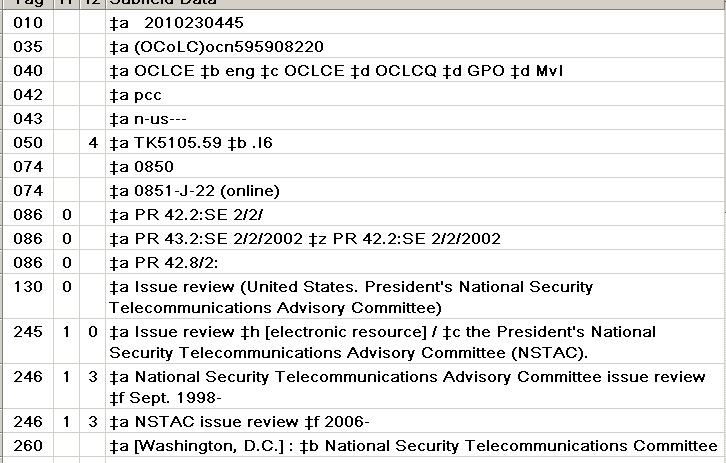 Tag I1 I2 Subfield Data
010 ‡a 2010230445
035 ‡a (OCoLC)ocn595908220
040 ‡a OCLCE ‡b eng ‡c OCLCE ‡d OCLCQ ‡d GPO ‡d MvI
042 ‡a pcc
043 ‡a n-us---
050 4 ‡a TK5105.59 ‡b .I6
074 ‡a 0850
074 ‡a 0851-J-22 (online)
086 0 ‡a PR 42.2:SE 2/2/
086 0 ‡a PR 43.2:SE 2/2/2002 ‡z PR 42.2:SE 2/2/2002
086 0 ‡a PR 42.8/2:
130 0 ‡a Issue review (United States. President's National Security
Telecommunications Advisory Committee)
245 1 0 ‡a Issue review ‡h [electronic resource] / ‡c the President's National
Security Telecommunications Advisory Committee (NSTAC).
246 1 3 ‡a National Security Telecommunications Advisory Committee issue review
‡f Sept. 1998-
246 1 3 ‡a NSTAC issue review ‡f 2006-
260 ‡a [Washington, D.C.] : ‡b National Security Telecommunications Committee